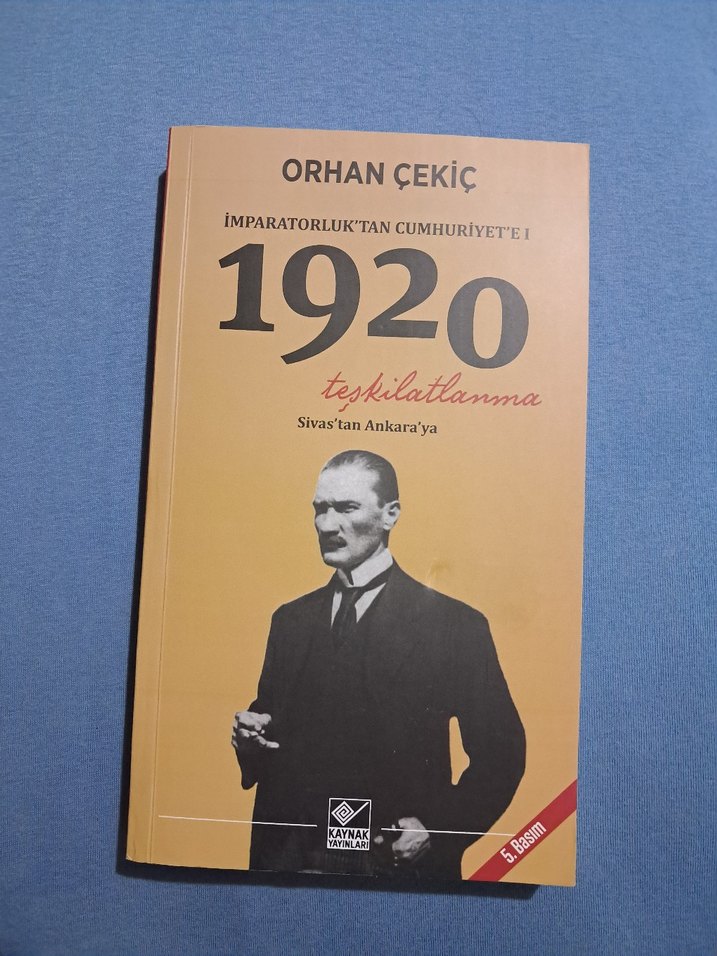 ORHAN ÇEKİÇ
İMPARATORLUK'TAN CUMHURİYET'E I
1920
teşkilatlanma
Sivas'tan Ankara'ya
KAYNAK
YAYINLARI
5. Basım